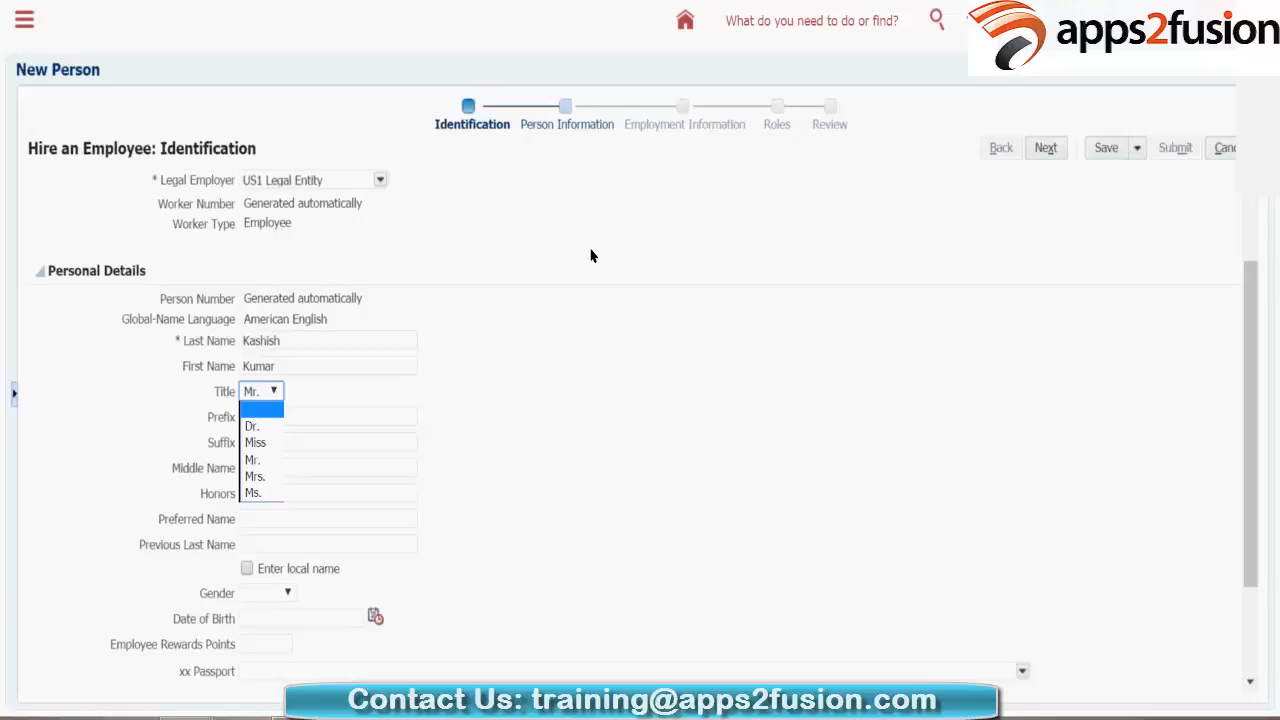 What do you need to do or find?
apps2fusion
New Person
Identification Person Information Employment Information Roles Review
Hire an Employee: Identification
Back Next Save Submit Canc
* Legal Employer US1 Legal Entity
Worker Number Generated automatically
Worker Type Employee
Personal Details
Person Number Generated automatically
Global-Name Language American English
* Last Name Kashish
First Name Kumar
Title Mr.
Prefix
Dr.
Suffix Miss
Mr.
Middle Name
Mrs.
Honors Ms.
Preferred Name
Previous Last Name
Enter local name
Gender
Date of Birth
Employee Rewards Points
xx Passport
Contact Us: training@apps2fusion.com